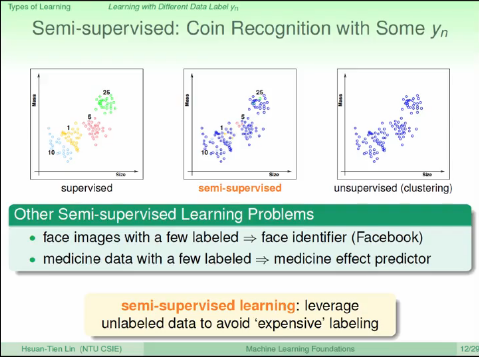 Types of Learning Learning with Different Data Label yn
Semi-supervised: Coin Recognition with Some yn
25
5
1
Mass
10
Size
25
5
1
Mass
10
Size
Mass
Size
supervised
semi-supervised
unsupervised (clustering)
Other Semi-supervised Learning Problems
• face images with a few labeled ⇒ face identifier (Facebook)
• medicine data with a few labeled ⇒ medicine effect predictor
semi-supervised learning: leverage
unlabeled data to avoid ‘expensive’ labeling
Hsuan-Tien Lin (NTU CSIE) Machine Learning Foundations 12/29